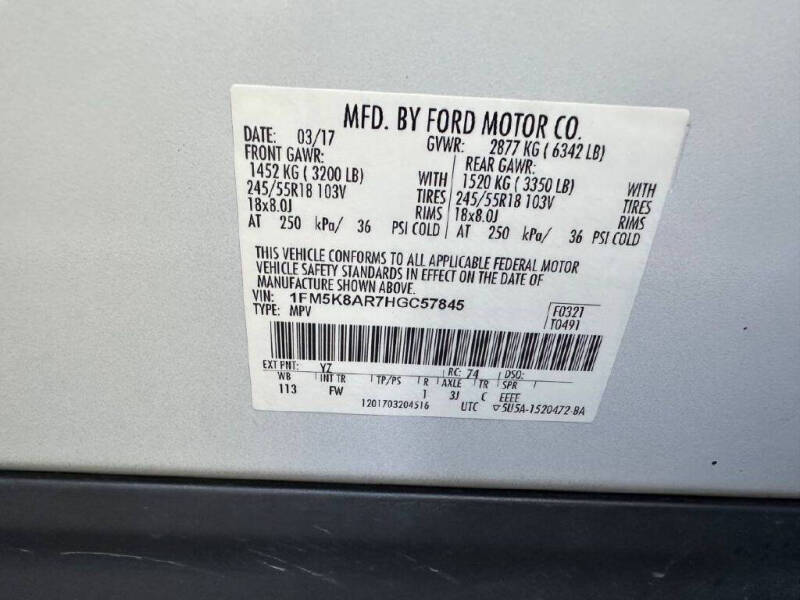 MFD. BY FORD MOTOR CO.
DATE: 03/17 GVWR: 2877 KG ( 6342 LB)
FRONT GAWR: REAR GAWR:
1452 KG ( 3200 LB) WITH 1520 KG ( 3350 LB) WITH
245/55R18 103V TIRES 245/55R18 103V TIRES
18x8.0J RIMS 18x8.0J RIMS
AT 250 kPa/ 36 PSI COLD AT 250 kPa/ 36 PSI COLD
THIS VEHICLE CONFORMS TO ALL APPLICABLE FEDERAL MOTOR
VEHICLE SAFETY STANDARDS IN EFFECT ON THE DATE OF
MANUFACTURE SHOWN ABOVE.
VIN: 1FM5K8AR7HGC57845 F0321
TYPE: MPV T0491
EXT PNT: YZ RC: 74 DSO:
WB INT TR TP/PS R AXLE TR SPR
113 FW 1 3J C EEEE
1201703204516 UTC ▽5U5A-1520472-BA